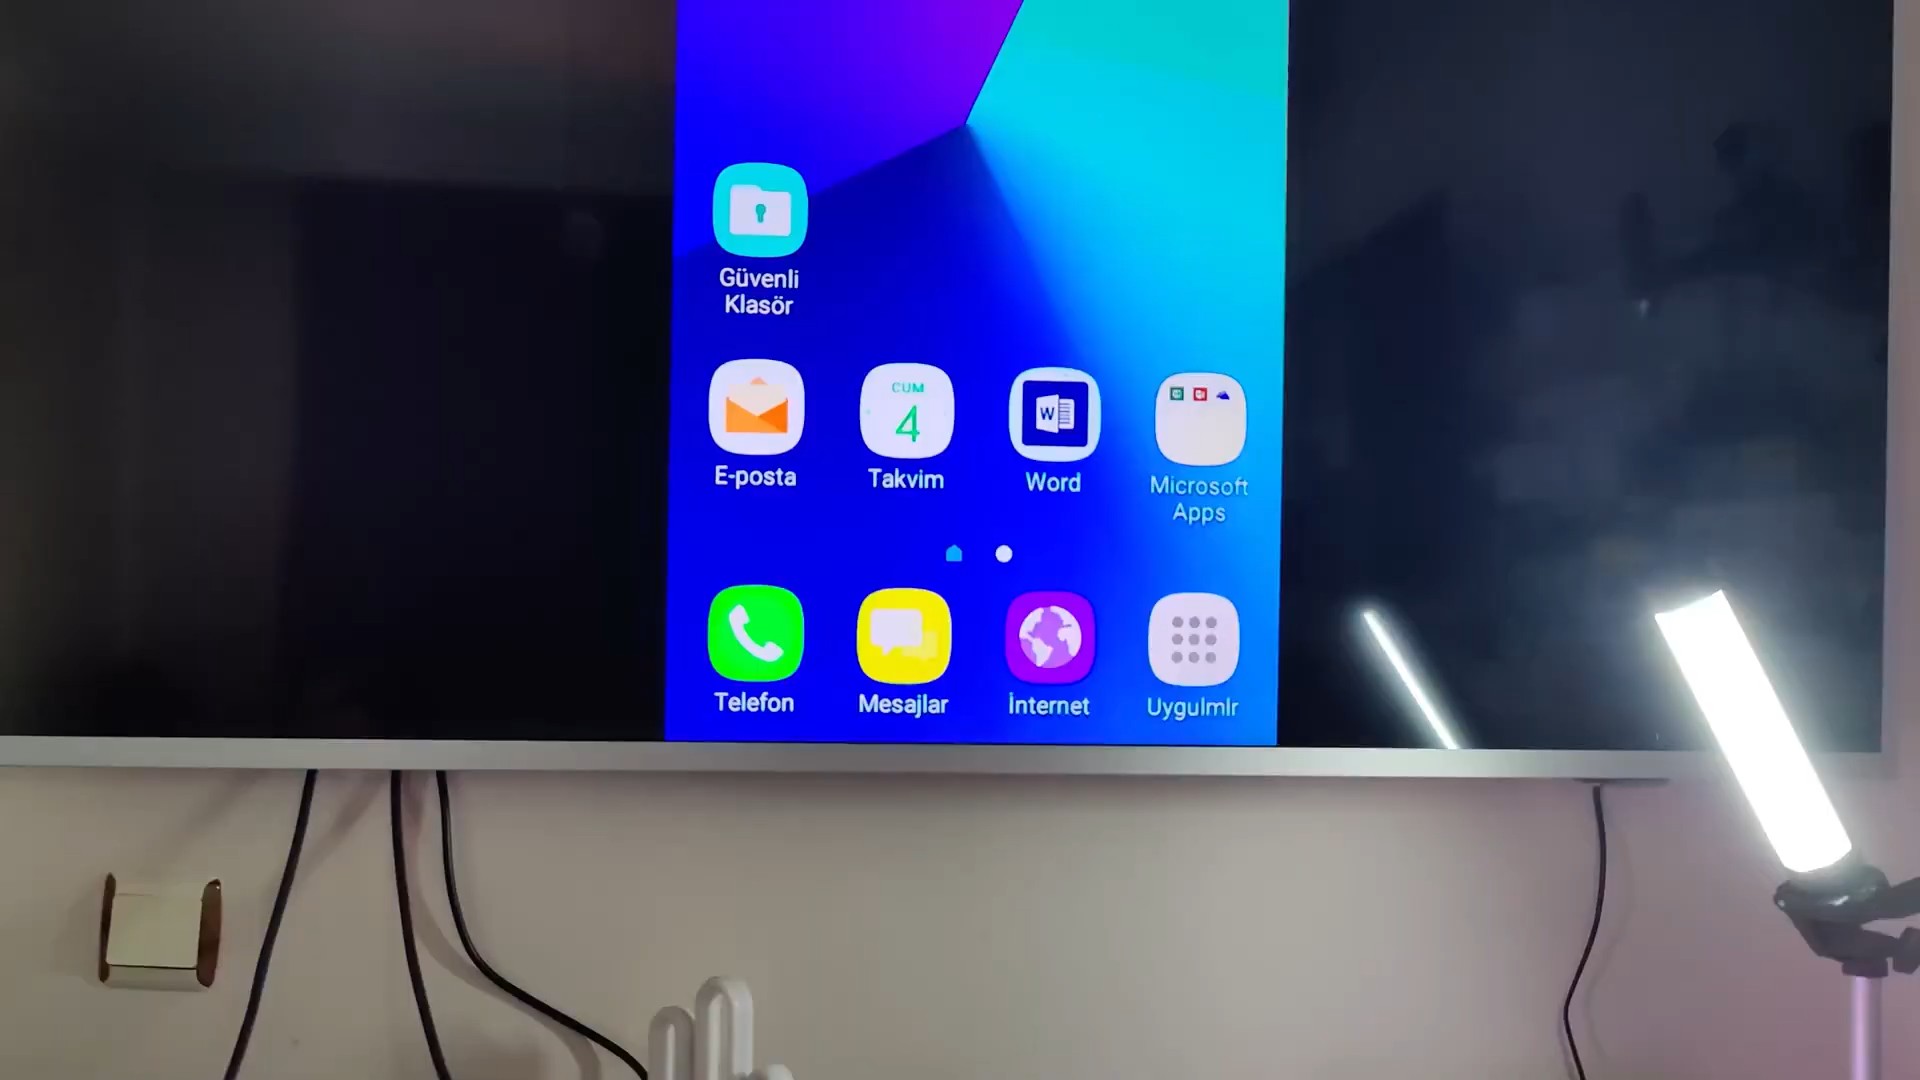 Güvenli
Klasör
CUM
4
W
E-posta
Takvim
Word
Microsoft
Apps
Telefon
Mesajlar
İnternet
Uygulmlr